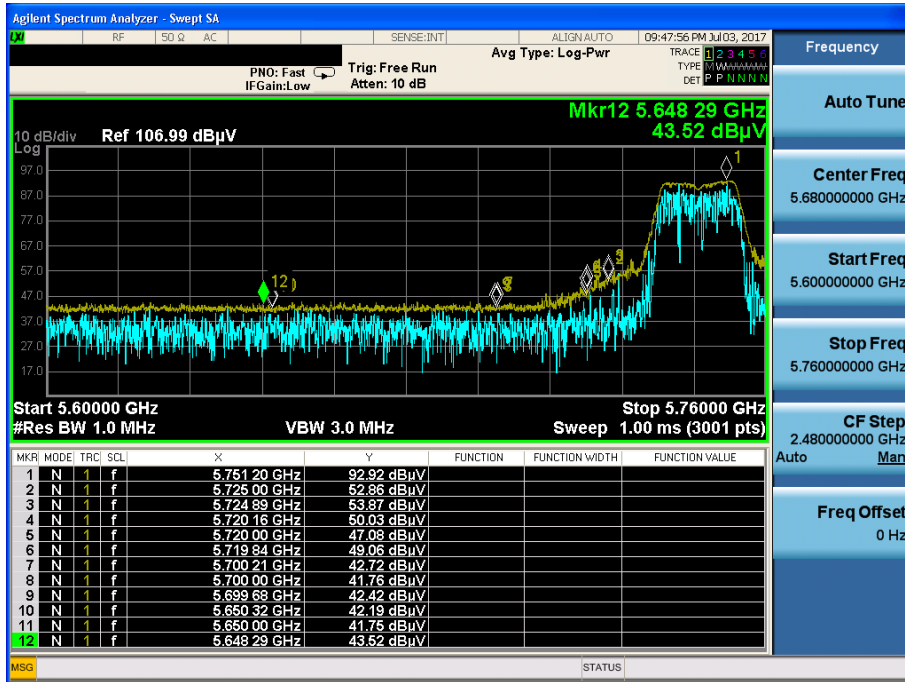 Agilent Spectrum Analyzer - Swept SA
LXI RF 50 Ω AC SENSE:INT ALIGN AUTO 09:47:56 PM Jul 03, 2017
Avg Type: Log-Pwr TRACE 1 2 3 4 5 6
PNO: Fast Trig: Free Run TYPE M W W W W W
IFGain:Low Atten: 10 dB DET P P N N N N
Mkr12 5.648 29 GHz
10 dB/div Ref 106.99 dBµV 43.52 dBµV
Log
97.0
87.0
77.0
67.0
57.0
47.0
37.0
27.0
17.0
1
12
Start 5.60000 GHz Stop 5.76000 GHz
#Res BW 1.0 MHz VBW 3.0 MHz Sweep 1.00 ms (3001 pts)
MKR MODE TRC SCL X Y FUNCTION FUNCTION WIDTH FUNCTION VALUE
1 N 1 f 5.751 20 GHz 92.92 dBµV
2 N 1 f 5.725 00 GHz 52.86 dBµV
3 N 1 f 5.724 89 GHz 53.87 dBµV
4 N 1 f 5.720 16 GHz 50.03 dBµV
5 N 1 f 5.720 00 GHz 47.08 dBµV
6 N 1 f 5.719 84 GHz 49.06 dBµV
7 N 1 f 5.700 21 GHz 42.72 dBµV
8 N 1 f 5.700 00 GHz 41.76 dBµV
9 N 1 f 5.699 68 GHz 42.42 dBµV
10 N 1 f 5.650 32 GHz 42.19 dBµV
11 N 1 f 5.650 00 GHz 41.75 dBµV
12 N 1 f 5.648 29 GHz 43.52 dBµV
MSG STATUS
Frequency
Auto Tune
Center Freq
5.680000000 GHz
Start Freq
5.600000000 GHz
Stop Freq
5.760000000 GHz
CF Step
2.480000000 GHz
Auto Man
Freq Offset
0 Hz